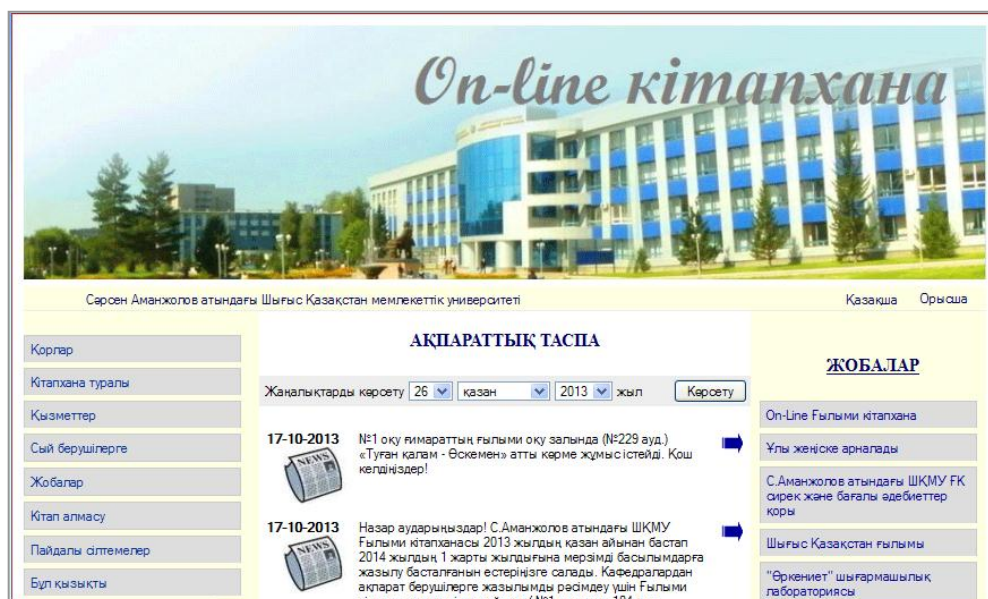 On-line кітапхана
Сәрсен Аманжолов атындағы Шығыс Қазақстан мемлекеттік университеті
Қазақша Орысша
Қорлар
Кітапхана туралы
Қызметтер
Сый берушілерге
Жобалар
Кітап алмасу
Пайдалы сілтемелер
Бұл қызықты
АҚПАРАТТЫҚ ТАСПА
Жаңалықтарды көрсету 26 қазан 2013 жыл Көрсету
17-10-2013
NEWS
№1 оқу ғимараттың ғылыми оқу залында (№229 ауд.)
«Туған қалам - Өскемен» атты көрме жұмыс істейді. Қош
келдіңіздер!
17-10-2013
NEWS
Назар аударыңыздар! С.Аманжолов атындағы ШҚМУ
Ғылыми кітапханасы 2013 жылдың қазан айынан бастап
2014 жылдың 1 жарты жылдығына мерзімді басылымдарға
жазылу басталғанын естеріңізге салады. Кафедралардан
ақпарат берушілерге жазылымды рәсімдеу үшін Ғылыми
ЖОБАЛАР
On-Line Ғылыми кітапхана
Ұлы жеңіске арналады
С.Аманжолов атындағы ШҚМУ ҒК
сирек және бағалы әдебиеттер
қоры
Шығыс Қазақстан ғылымы
"Өркениет" шығармашылық
лабораториясы